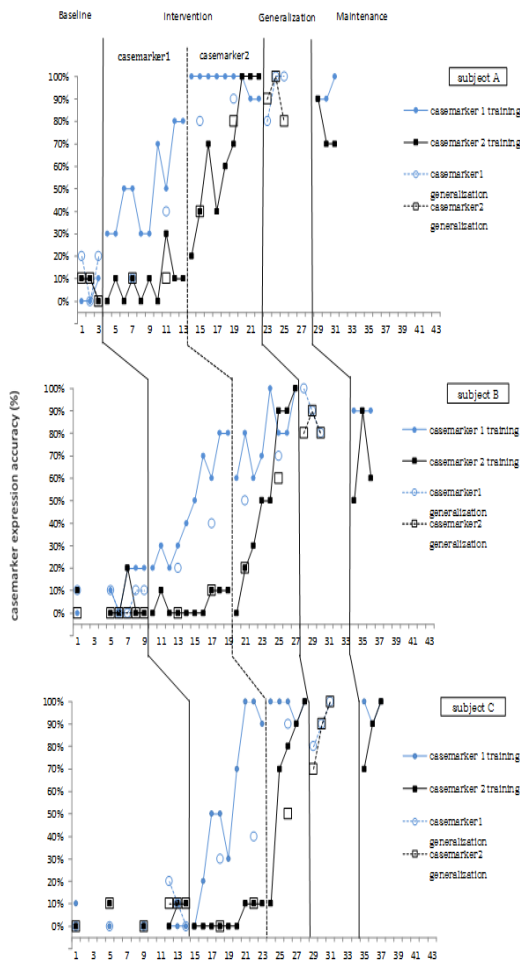 Baseline Intervention Generalization Maintenance
casemarker1 casemarker2
casemarker expression accuracy (%)
subject A
100%
90%
80%
70%
60%
50%
40%
30%
20%
10%
0%
1 3 5 7 9 11 13 15 17 19 21 23 25 27 29 31 33 35 37 39 41 43
casemarker 1 training
casemarker 2 training
casemarker1
generalization
casemarker2
generalization
subject B
100%
90%
80%
70%
60%
50%
40%
30%
20%
10%
0%
1 3 5 7 9 11 13 15 17 19 21 23 25 27 29 31 33 35 37 39 41 43
casemarker 1 training
casemarker 2 training
casemarker1
generalization
casemarker2
generalization
subject C
100%
90%
80%
70%
60%
50%
40%
30%
20%
10%
0%
1 3 5 7 9 11 13 15 17 19 21 23 25 27 29 31 33 35 37 39 41 43
casemarker 1 training
casemarker 2 training
casemarker1
generalization
casemarker2
generalization